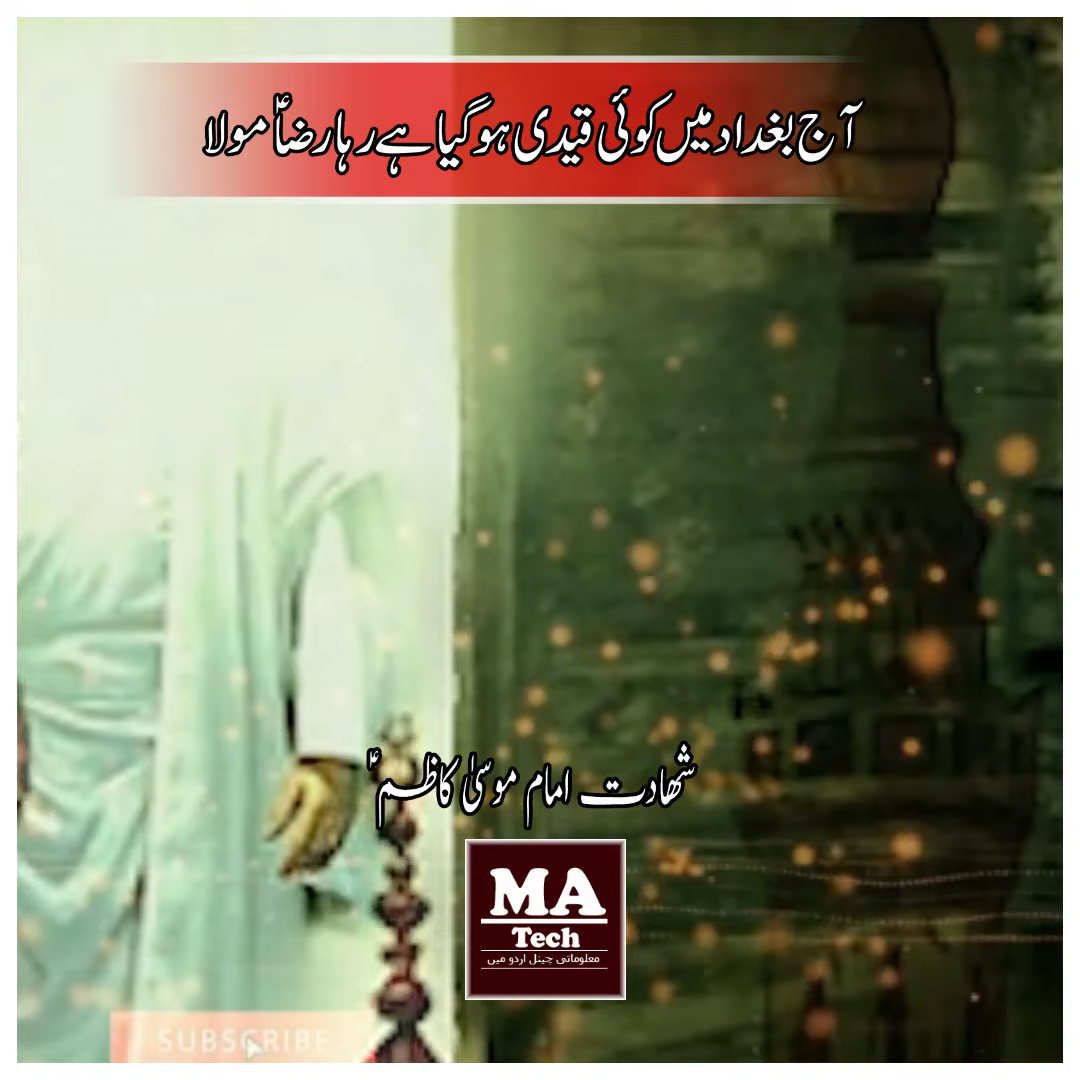 آج بغداد میں کوئی قیدی ہو گیا ہے رہا رضاؑ مولا
شھادت امام موسیٰ کاظمؑ
MA
Tech
معلوماتی چینل اردو میں
SUBSCRIBE